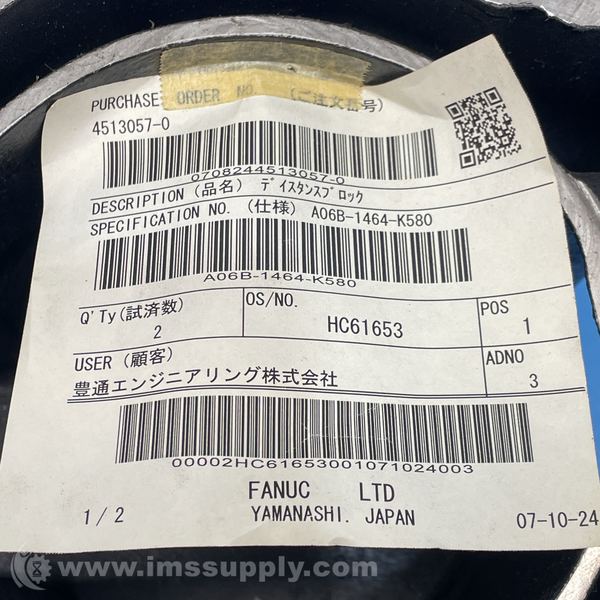 PURCHASE ORDER NO. (ご注文番号)
4513057-0
0708244513057-0
DESCRIPTION (品名) ディスタンスブロック
SPECIFICATION NO. (仕様) A06B-1464-K580
A06B-1464-K580
Q'Ty(試済数) 2
OS/NO. HC61653
POS 1
USER (顧客)
豊通エンジニアリング株式会社
ADNO 3
00002HC61653001071024003
1/2
FANUC LTD
YAMANASHI. JAPAN
07-10-24
www.imssupply.com